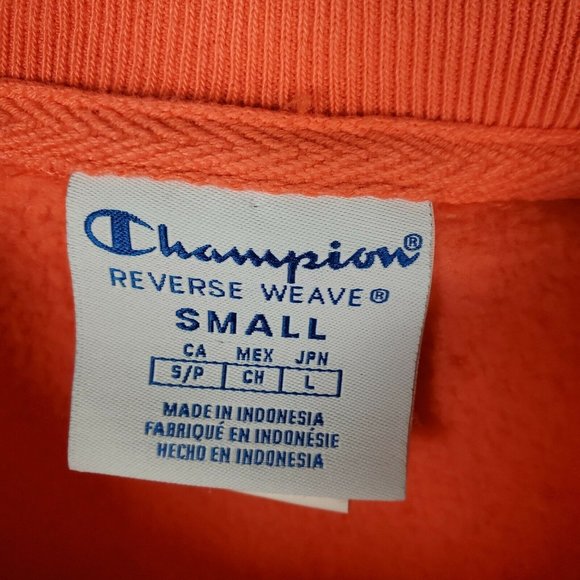 Champion®
REVERSE WEAVE®
SMALL
CA MEX JPN
S/P CH L
MADE IN INDONESIA
FABRIQUÉ EN INDONÉSIE
HECHO EN INDONESIA